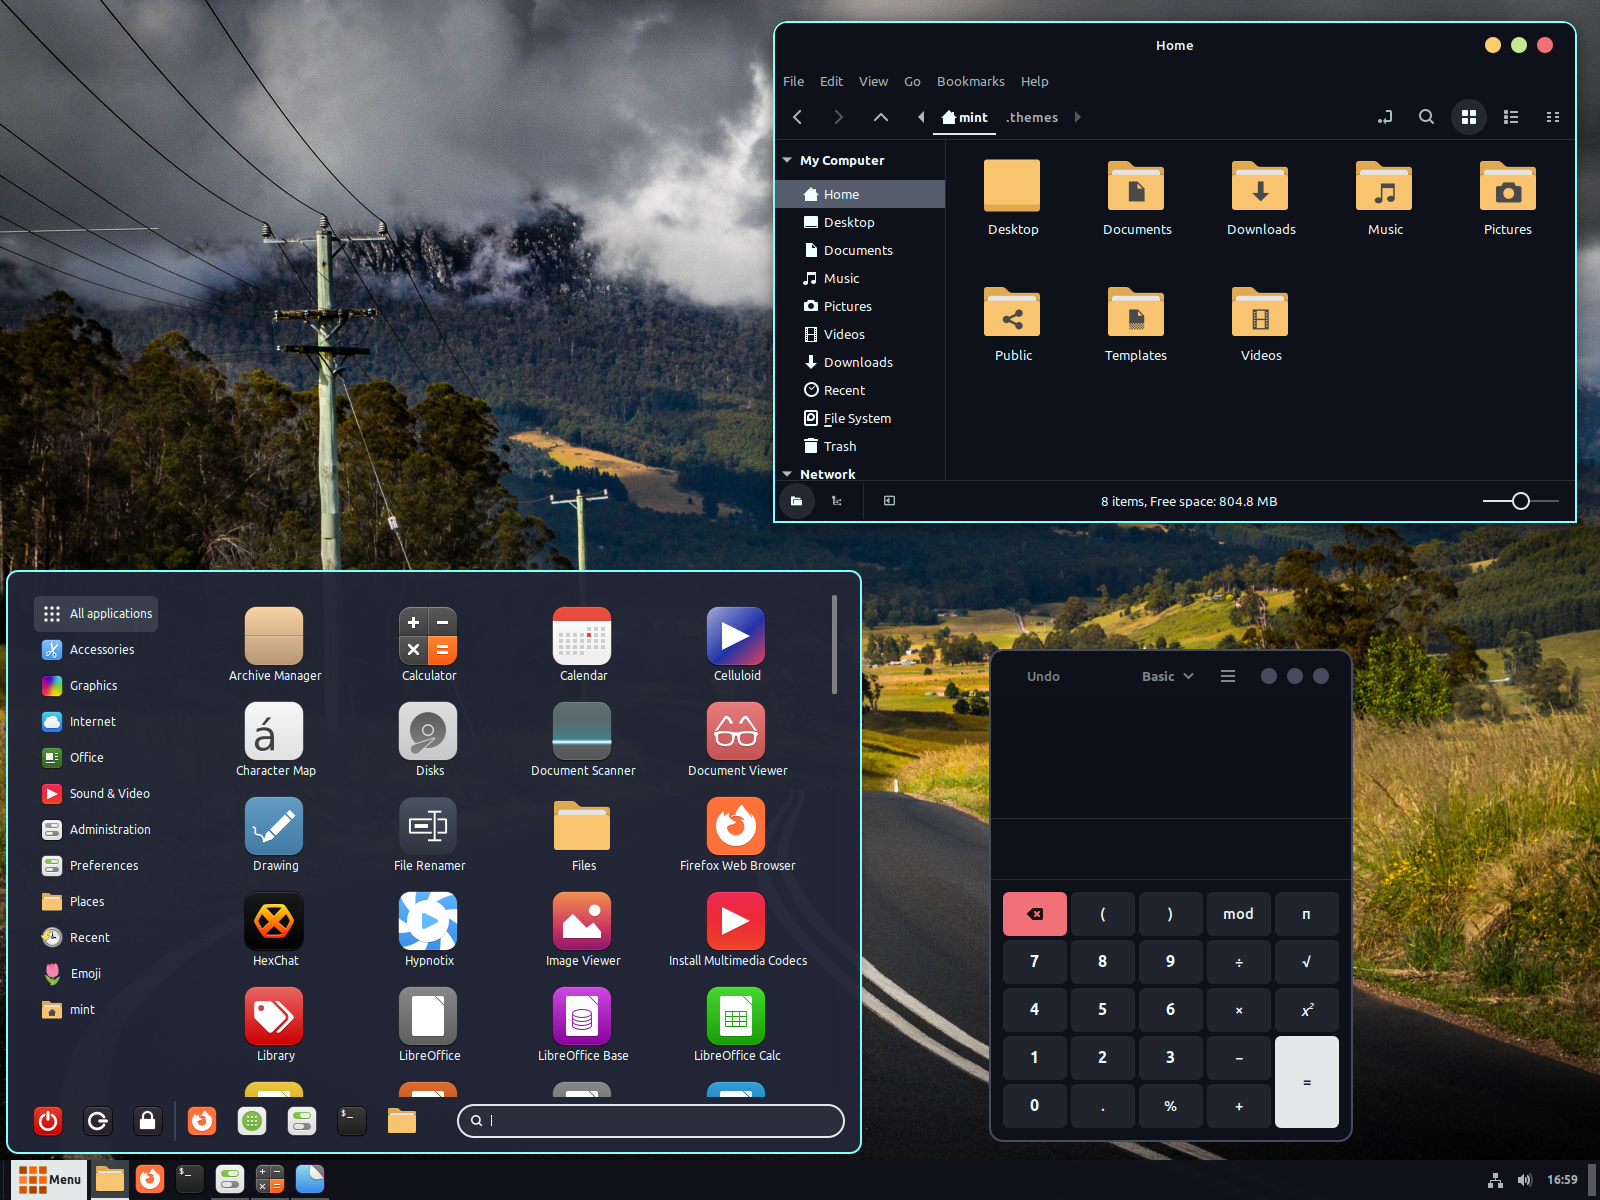 Home
File Edit View Go Bookmarks Help
mint .themes
My Computer
Home
Desktop
Documents
Music
Pictures
Videos
Downloads
Recent
File System
Trash
Network
Desktop Documents Downloads Music Pictures
Public Templates Videos
8 items, Free space: 804.8 MB
All applications
Accessories
Graphics
Internet
Office
Sound & Video
Administration
Preferences
Places
Recent
Emoji
mint
Archive Manager Calculator Calendar Celluloid
á
Character Map Disks Document Scanner Document Viewer
Drawing File Renamer Files Firefox Web Browser
HexChat Hypnotix Image Viewer Install Multimedia Codecs
Library LibreOffice LibreOffice Base LibreOffice Calc
Undo Basic
( ) mod π
7 8 9 ÷ √
4 5 6 × x²
1 2 3 − =
0 . % +
Menu 16:59